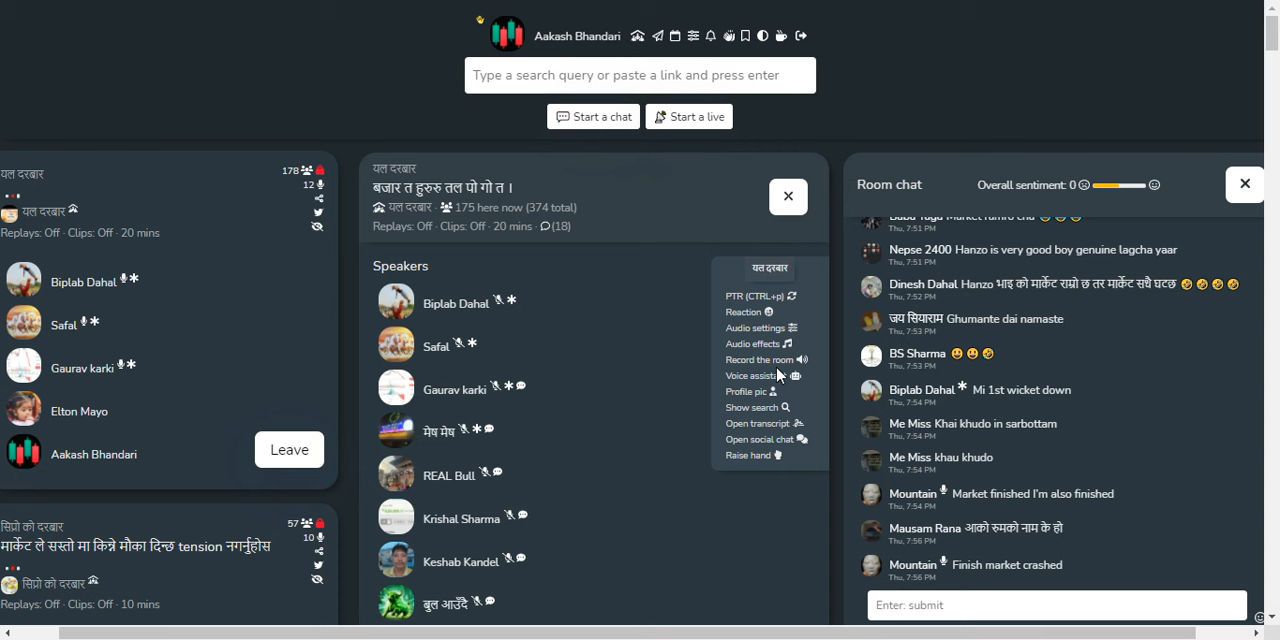 Aakash Bhandari
Type a search query or paste a link and press enter
Start a chat
Start a live
यल दरबार
178
12
यल दरबार
Replays: Off · Clips: Off · 20 mins
Biplab Dahal
Safal
Gaurav karki
Elton Mayo
Aakash Bhandari
Leave
सिप्रो को दरबार
57
10
मार्केट ले सस्तो मा किन्ने मौका दिन्छ tension नगर्नुहोस
सिप्रो को दरबार
Replays: Off · Clips: Off · 10 mins
यल दरबार
बजार त हुरुरु तल पो गो त ।
यल दरबार · 175 here now (374 total)
Replays: Off · Clips: Off · 20 mins · (18)
Speakers
Biplab Dahal
Safal
Gaurav karki
मेष मेष
REAL Bull
Krishal Sharma
Keshab Kandel
बुल आउँदै
यल दरबार
PTR (CTRL+p)
Reaction
Audio settings
Audio effects
Record the room
Voice
Profile pic
Show search
Open transcript
Open social chat
Raise hand
Room chat
Overall sentiment: 0
Thu, 7:51 PM
Nepse 2400 Hanzo is very good boy genuine lagcha yaar
Thu, 7:51 PM
Dinesh Dahal Hanzo भाइ को मार्केट राम्रो छ तर मार्केट सधै घटछ
Thu, 7:52 PM
जय सियाराम Ghumante dai namaste
Thu, 7:53 PM
BS Sharma
Thu, 7:53 PM
Biplab Dahal Mi 1st wicket down
Thu, 7:54 PM
Me Miss Khai khudo in sarbottam
Thu, 7:54 PM
Me Miss khau khudo
Thu, 7:54 PM
Mountain Market finished I'm also finished
Thu, 7:54 PM
Mausam Rana आको रुमको नाम के हो
Thu, 7:56 PM
Mountain Finish market crashed
Thu, 7:56 PM
Enter: submit